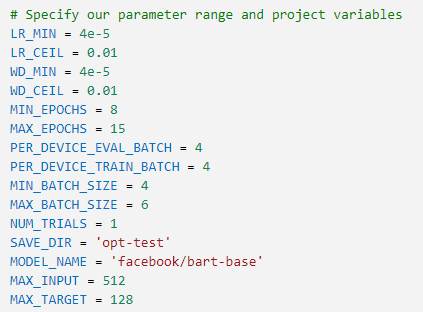 # Specify our parameter range and project variables
LR_MIN = 4e-5
LR_CEIL = 0.01
WD_MIN = 4e-5
WD_CEIL = 0.01
MIN_EPOCHS = 8
MAX_EPOCHS = 15
PER_DEVICE_EVAL_BATCH = 4
PER_DEVICE_TRAIN_BATCH = 4
MIN_BATCH_SIZE = 4
MAX_BATCH_SIZE = 6
NUM_TRIALS = 1
SAVE_DIR = 'opt-test'
MODEL_NAME = 'facebook/bart-base'
MAX_INPUT = 512
MAX_TARGET = 128